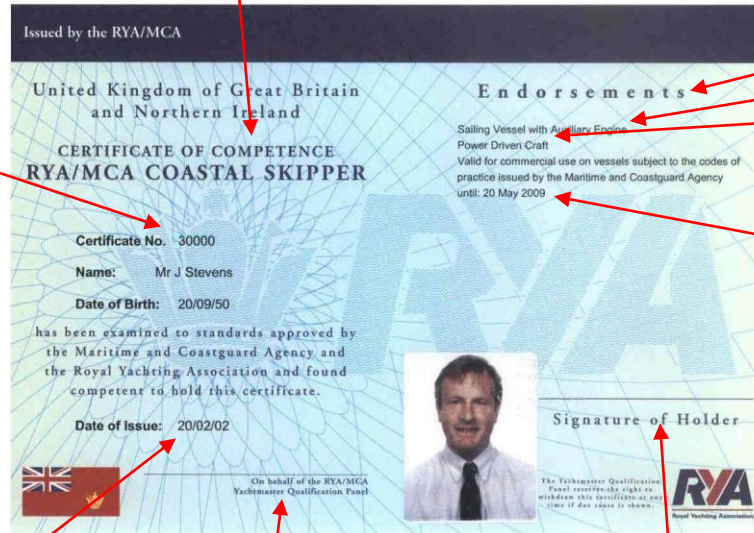 Issued by the RYA/MCA
United Kingdom of Great Britain
and Northern Ireland
CERTIFICATE OF COMPETENCE
RYA/MCA COASTAL SKIPPER
Certificate No. 30000
Name: Mr J Stevens
Date of Birth: 20/09/50
has been examined to standards approved by
the Maritime and Coastguard Agency and
the Royal Yachting Association and found
competent to hold this certificate.
Date of Issue: 20/02/02
On behalf of the RYA/MCA
Yachtmaster Qualification Panel
Endorsements
Sailing Vessel with Auxiliary Engine
Power Driven Craft
Valid for commercial use on vessels subject to the codes of
practice issued by the Maritime and Coastguard Agency
until: 20 May 2009
RYA
Signature of Holder
The Yachtmaster Qualification
Panel reserves the right to
withdraw this certificate at any
time if due cause is shown.
RYA
Royal Yachting Association